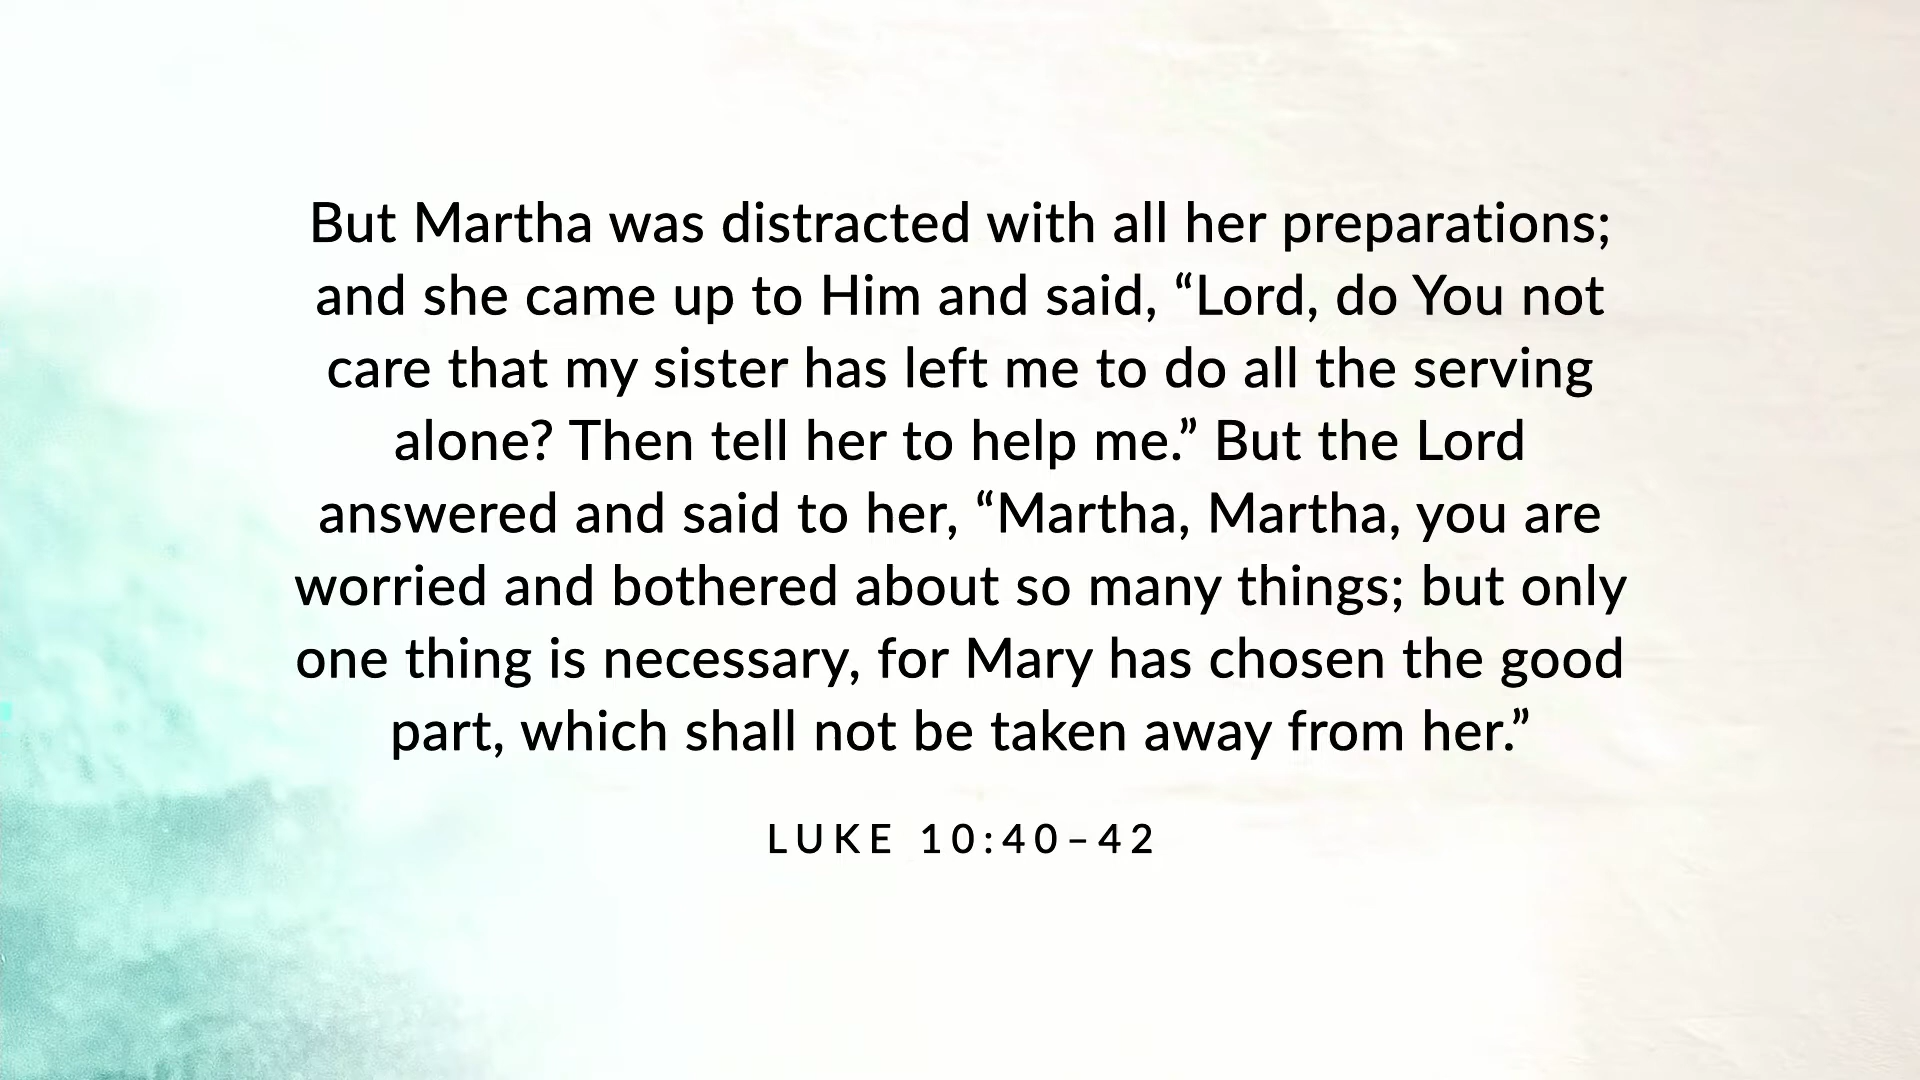 But Martha was distracted with all her preparations;
and she came up to Him and said, “Lord, do You not
care that my sister has left me to do all the serving
alone? Then tell her to help me.” But the Lord
answered and said to her, “Martha, Martha, you are
worried and bothered about so many things; but only
one thing is necessary, for Mary has chosen the good
part, which shall not be taken away from her.”
LUKE 10:40–42